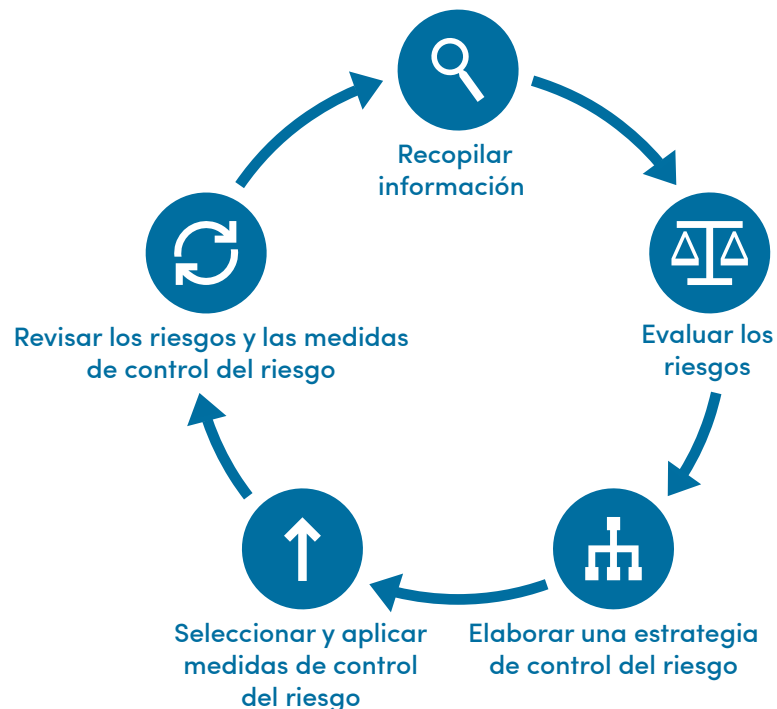 Recopilar
información
Evaluar los
riesgos
Elaborar una estrategia
de control del riesgo
Seleccionar y aplicar
medidas de control
del riesgo
Revisar los riesgos y las medidas
de control del riesgo